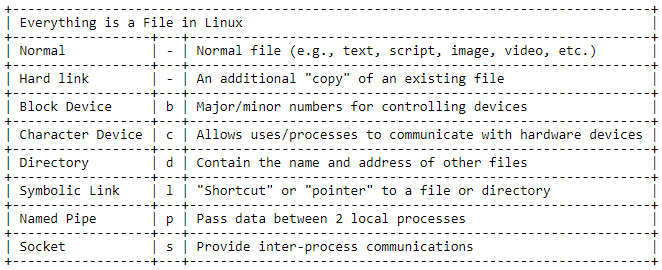 Everything is a File in Linux
Normal | - | Normal file (e.g., text, script, image, video, etc.)
Hard link | - | An additional "copy" of an existing file
Block Device | b | Major/minor numbers for controlling devices
Character Device | c | Allows uses/processes to communicate with hardware devices
Directory | d | Contain the name and address of other files
Symbolic Link | l | "Shortcut" or "pointer" to a file or directory
Named Pipe | p | Pass data between 2 local processes
Socket | s | Provide inter-process communications